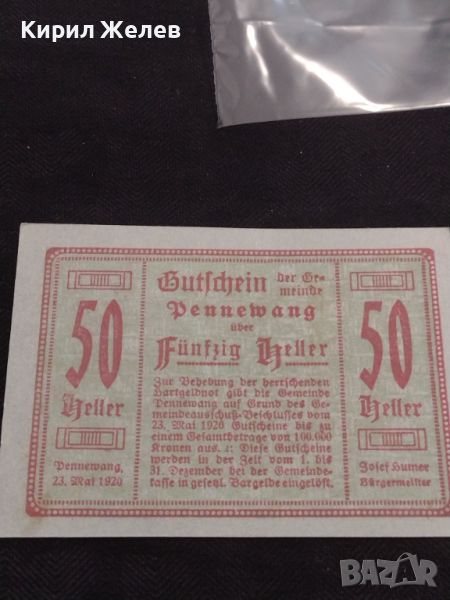 Кирил Желев
Gutschein der Ge-
meinde
Pennewang
über
Fünfzig Heller
50
Heller
Pennewang,
23. Mai 1920
Zur Behebung der herrschenden
Hartgeldnot gibt die Gemeinde
Pennewang auf Grund des Ge-
meindeausschuß-Beschlusses vom
23. Mai 1920 Gutscheine bis zu
einem Gesamtbetrage von 100.000
Kronen aus.: Diese Gutscheine
werden in der Zeit vom 1. bis
31. Dezember bei der Gemeinde-
kasse in gesetzl. Bargelde eingelöst.
50
Heller
Josef Humer
Bürgermeister
BAZAR